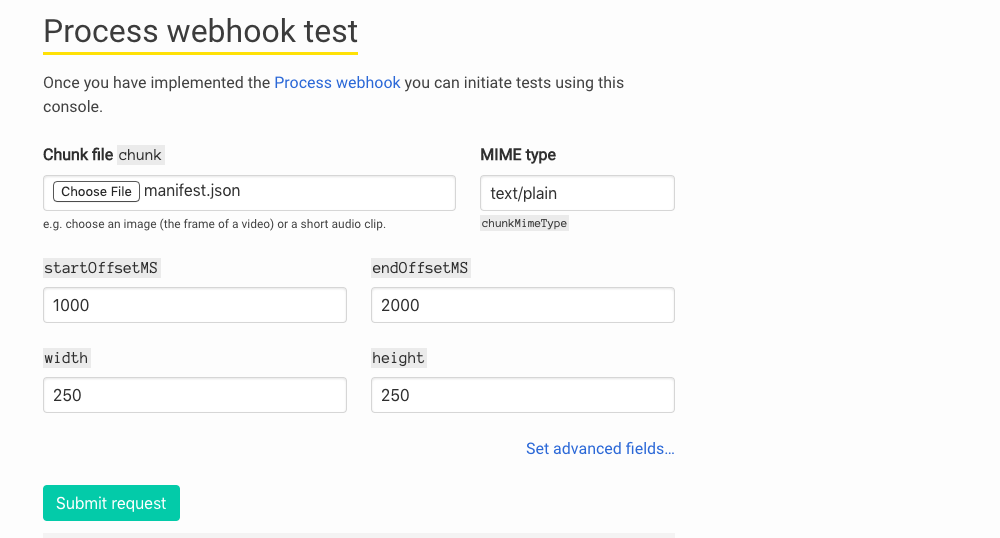 Process webhook test
Once you have implemented the Process webhook you can initiate tests using this
console.
Chunk file chunk
MIME type
Choose File manifest.json
text/plain
e.g. choose an image (the frame of a video) or a short audio clip.
chunkMimeType
startOffsetMS
endOffsetMS
1000
2000
width
height
250
250
Set advanced fields...
Submit request